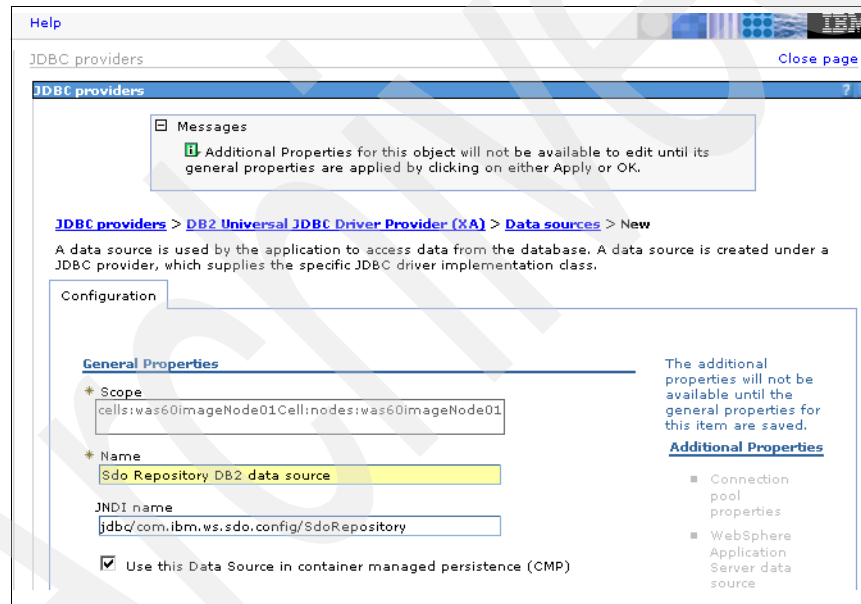 Help
IBM
JDBC providers
Close page
JDBC providers
?
Messages
Additional Properties for this object will not be available to edit until its
general properties are applied by clicking on either Apply or OK.
JDBC providers > DB2 Universal JDBC Driver Provider (XA) > Data sources > New
A data source is used by the application to access data from the database. A data source is created under a
JDBC provider, which supplies the specific JDBC driver implementation class.
Configuration
General Properties
* Scope
cells:was60imageNode01Cell:nodes:was60imageNode01
* Name
Sdo Repository DB2 data source
JNDI name
jdbc/com.ibm.ws.sdo.config/SdoRepository
Use this Data Source in container managed persistence (CMP)
The additional
properties will not be
available until the
general properties for
this item are saved.
Additional Properties
Connection
pool
properties
WebSphere
Application
Server data
source